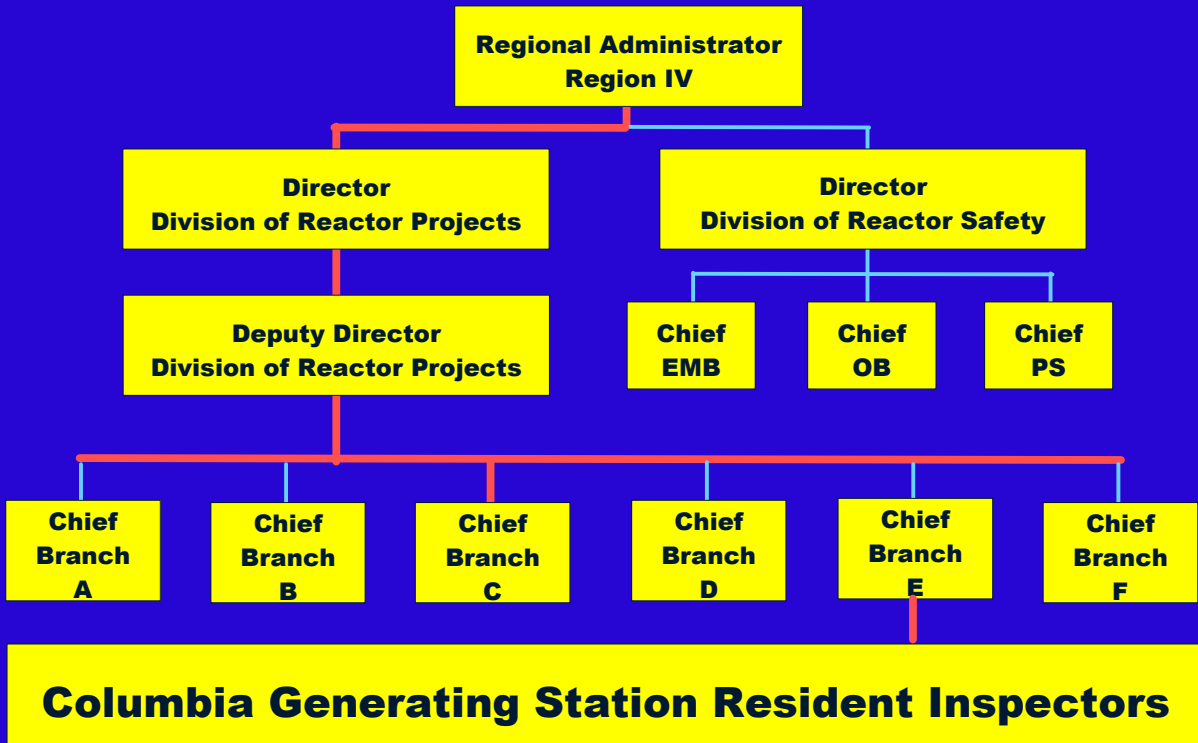 Regional Administrator
Region IV
Director
Division of Reactor Projects
Director
Division of Reactor Safety
Deputy Director
Division of Reactor Projects
Chief
EMB
Chief
OB
Chief
PS
Chief
Branch
A
Chief
Branch
B
Chief
Branch
C
Chief
Branch
D
Chief
Branch
E
Chief
Branch
F
Columbia Generating Station Resident Inspectors